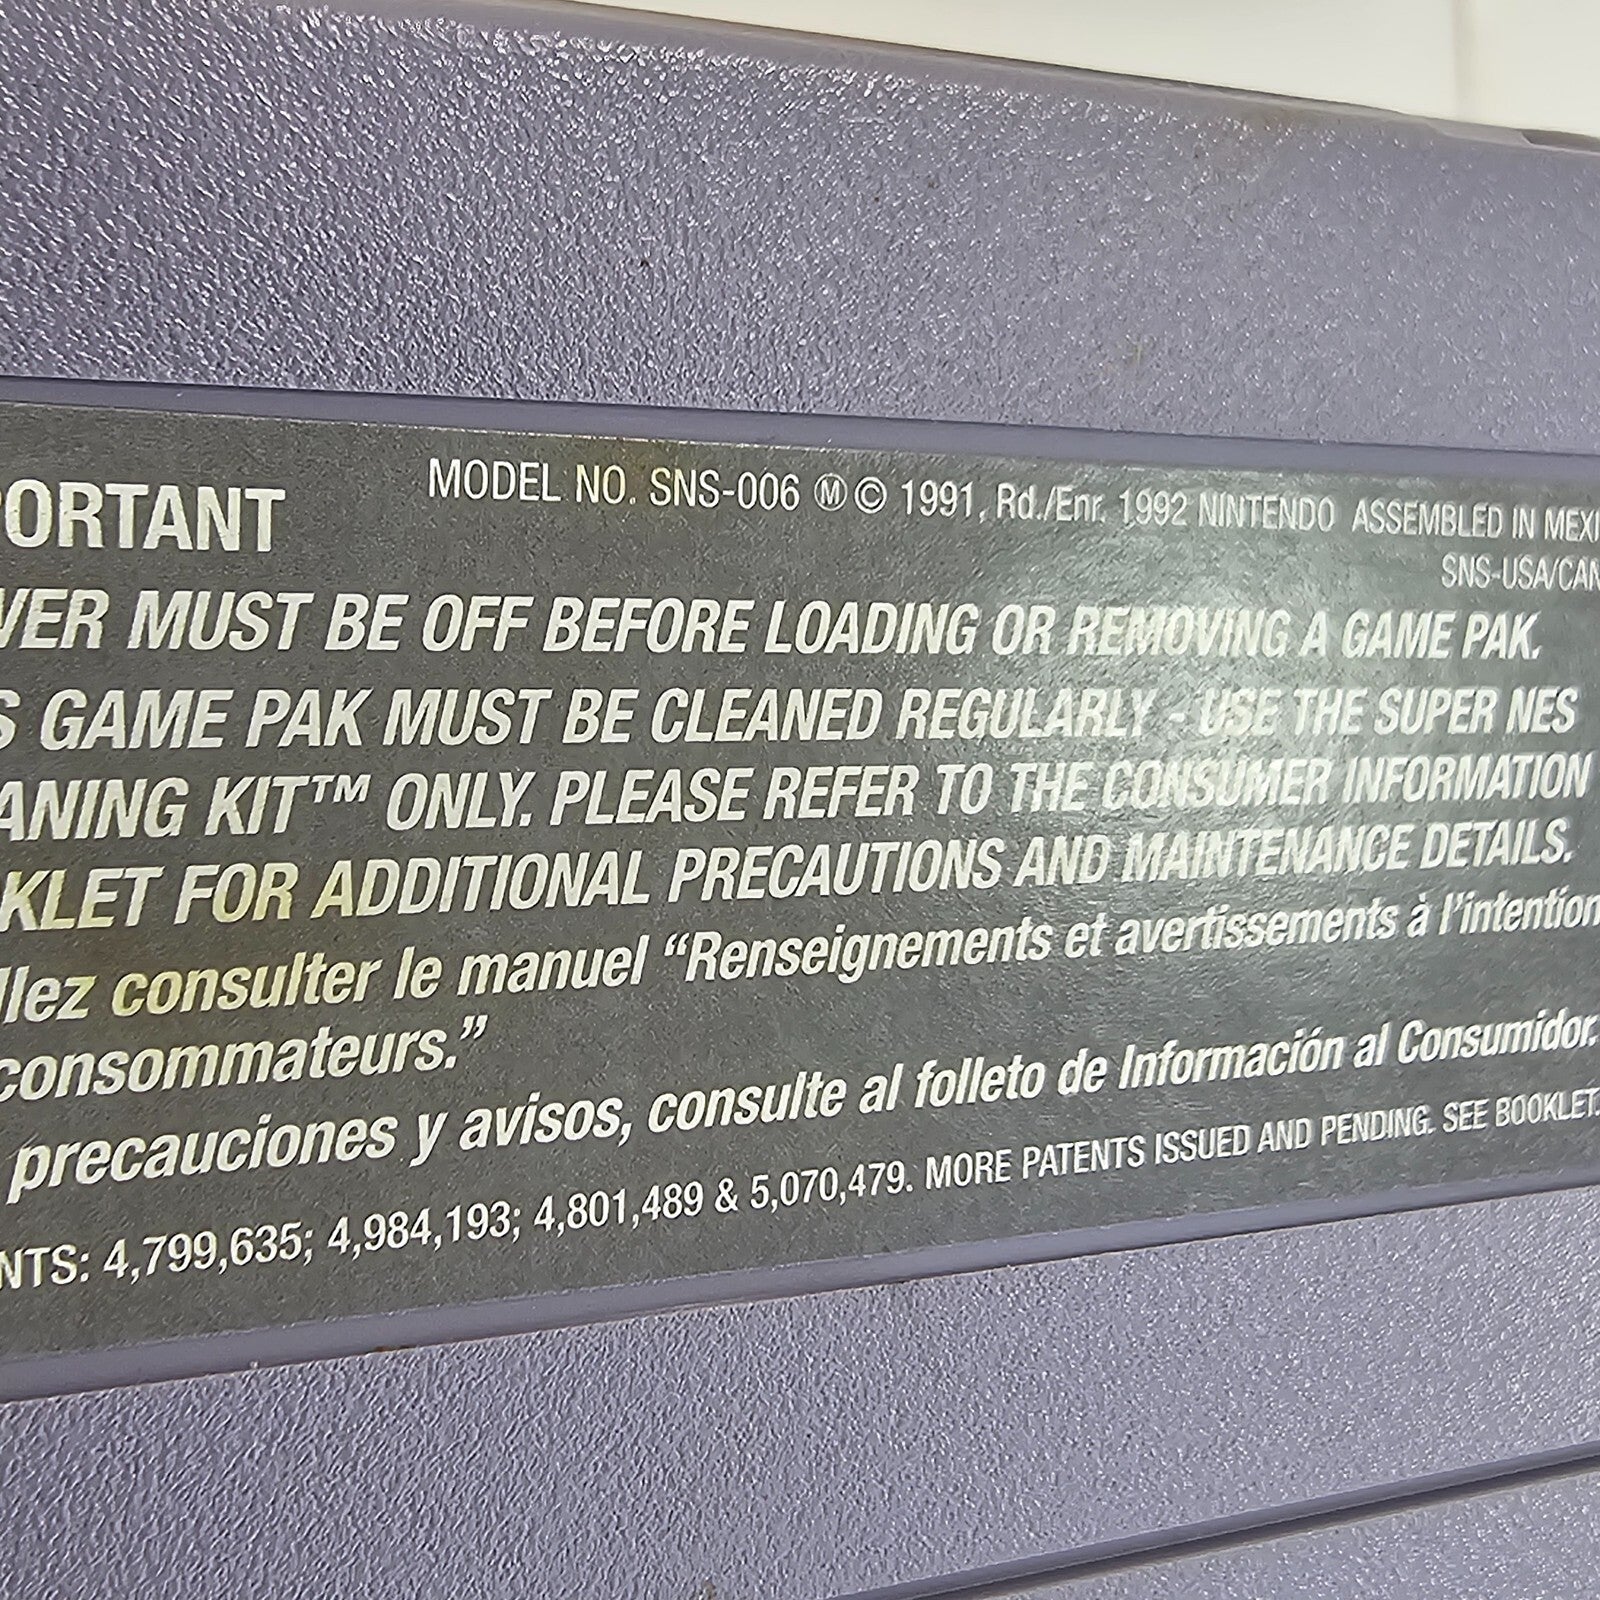 PORTANT
MODEL NO. SNS-006 Ⓜ© 1991, Rd./Enr. 1992 NINTENDO ASSEMBLED IN MEXI
SNS-USA/CAN
WER MUST BE OFF BEFORE LOADING OR REMOVING A GAME PAK.
S GAME PAK MUST BE CLEANED REGULARLY - USE THE SUPER NES
ANING KIT™ ONLY. PLEASE REFER TO THE CONSUMER INFORMATION
KLET FOR ADDITIONAL PRECAUTIONS AND MAINTENANCE DETAILS.
llez consulter le manuel “Renseignements et avertissements à l’intention
consommateurs.”
precauciones y avisos, consulte al folleto de Información al Consumidor.
NTS: 4,799,635; 4,984,193; 4,801,489 & 5,070,479. MORE PATENTS ISSUED AND PENDING. SEE BOOKLET.